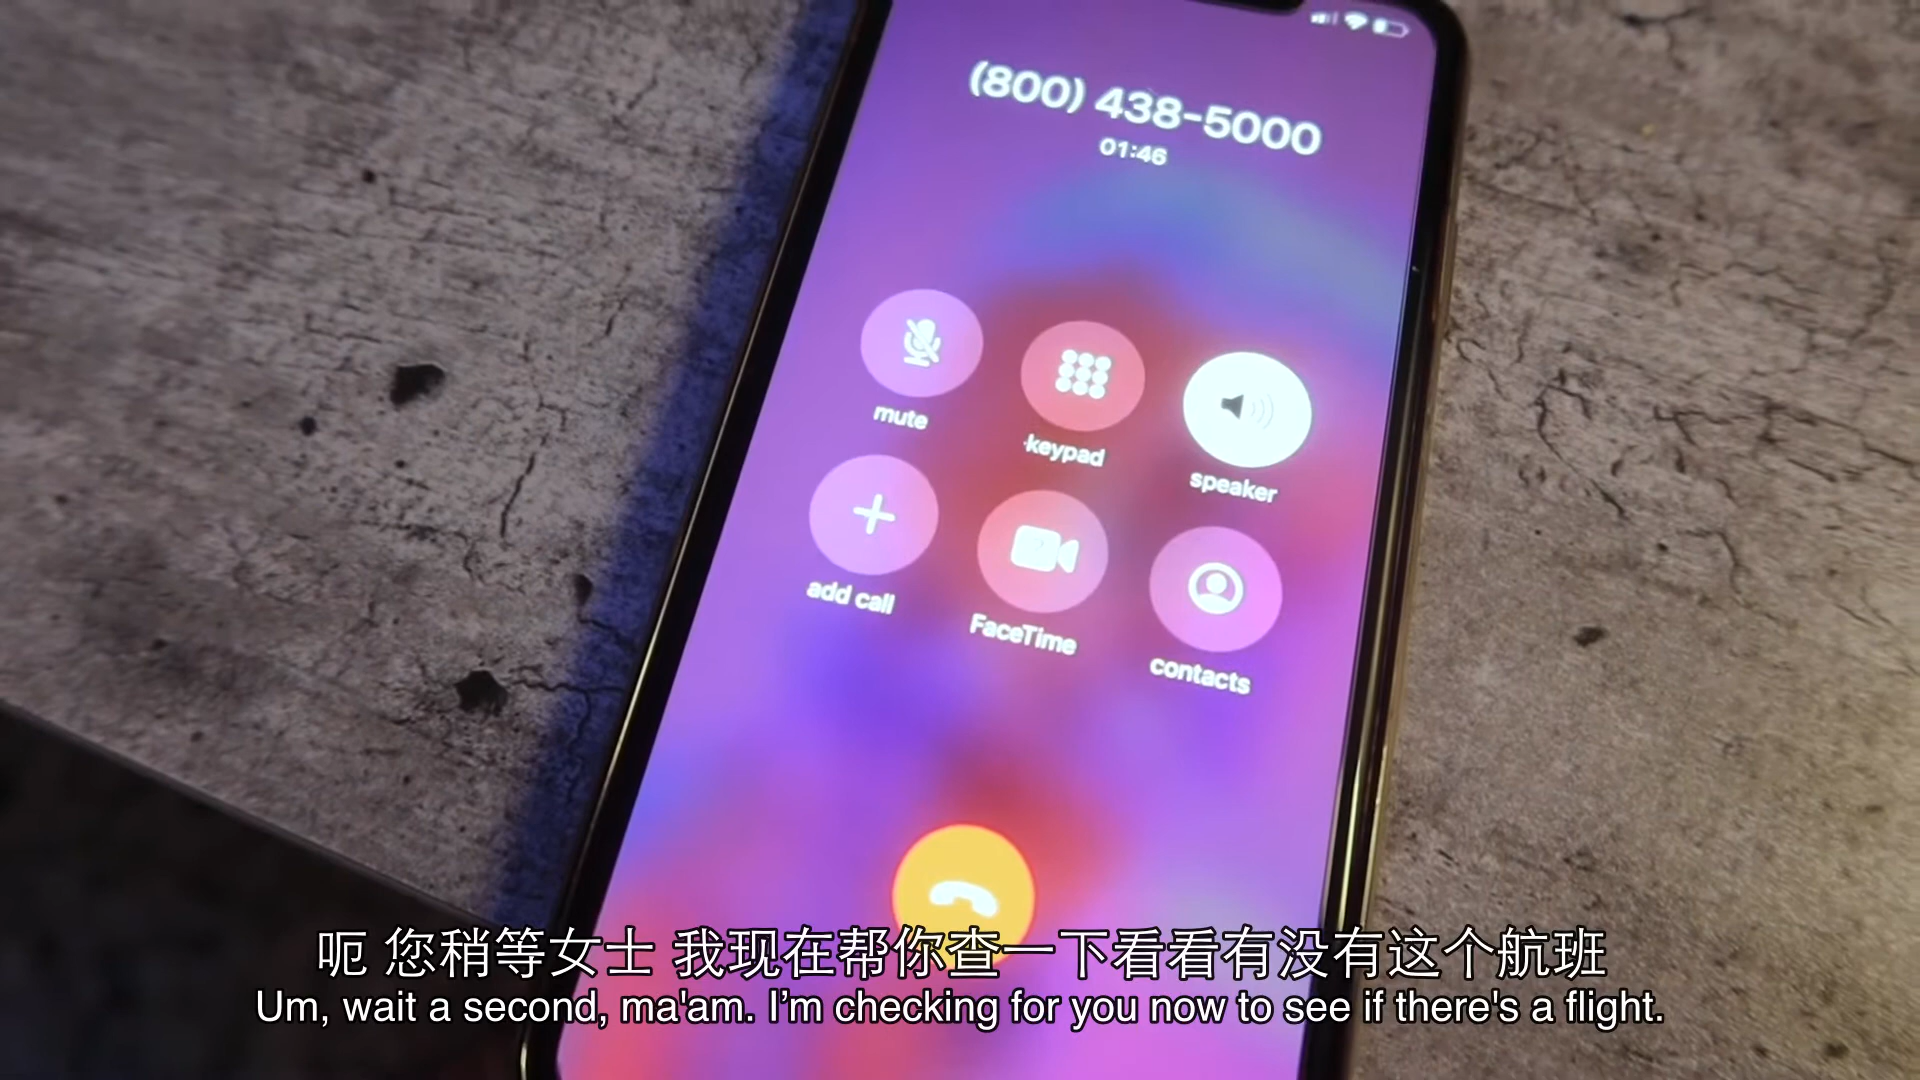 (800) 438-5000
01:46
mute
keypad
speaker
add call
FaceTime
contacts
呃 您稍等女士 我现在帮你查一下看看有没有这个航班
Um, wait a second, ma'am. I'm checking for you now to see if there's a flight.